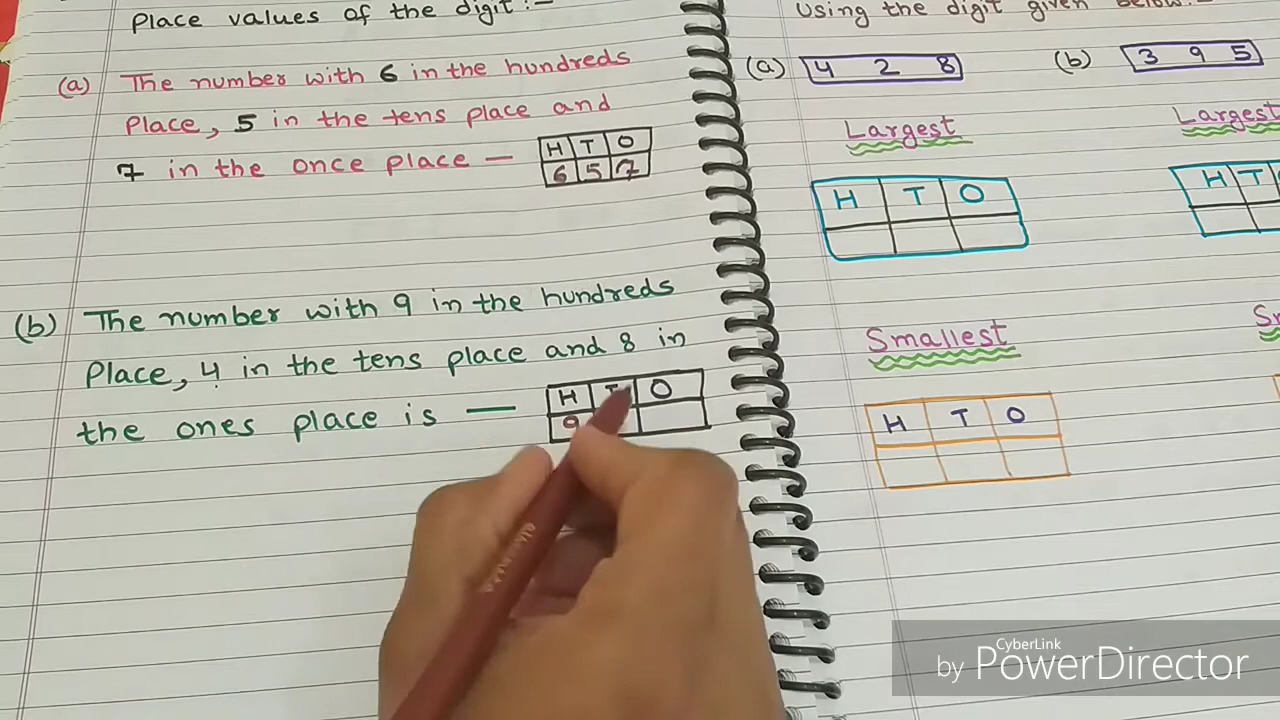 Place values of the digit :-
(a) The number with 6 in the hundreds
Place, 5 in the tens place and
7 in the once place —
H T O
6 5 7
(b) The number with 9 in the hundreds
Place, 4 in the tens place and 8 in
the ones place is —
H T O
9
Using the digit given below:-
(a) 4 2 8
(b) 3 9 5
Largest
Largest
H T O
H T
Smallest
H T O
CyberLink
by PowerDirector